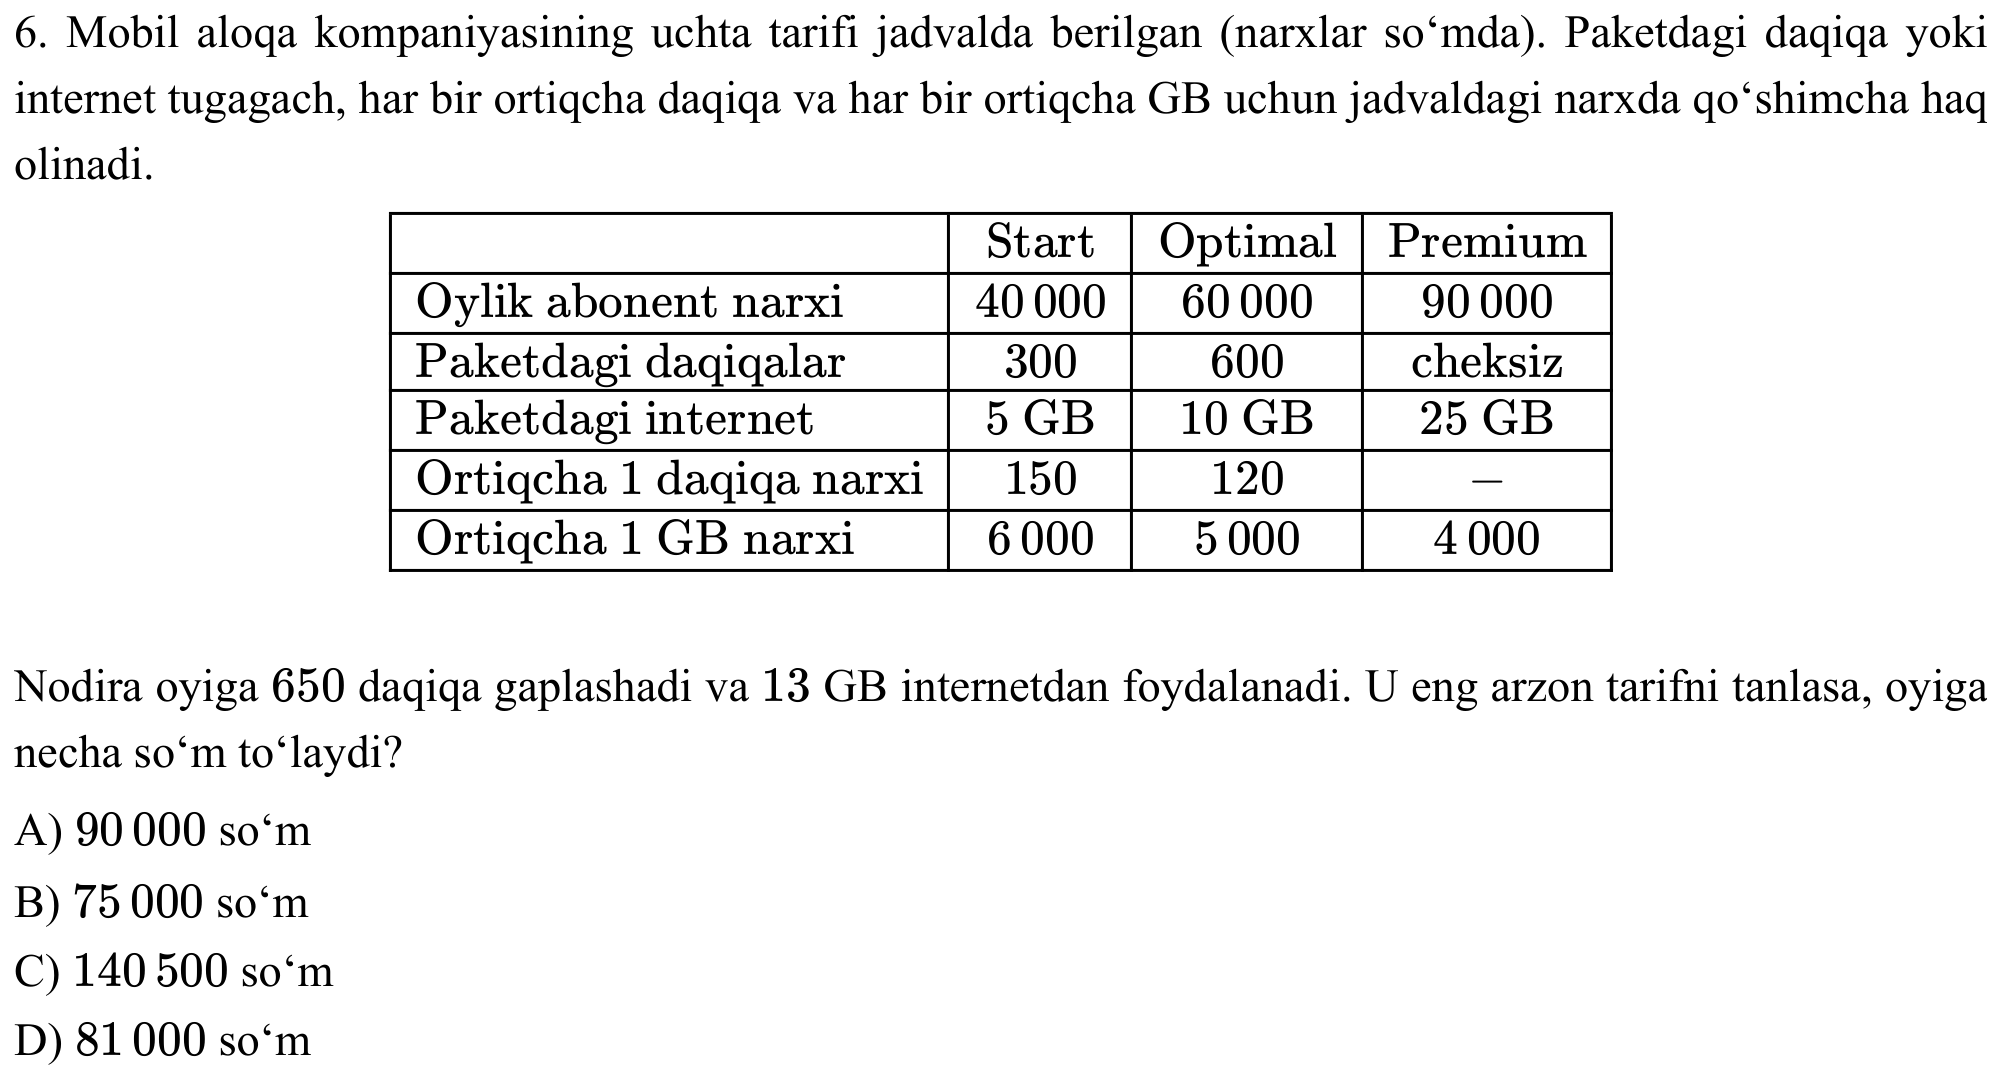 6. Mobil aloqa kompaniyasining uchta tarifi jadvalda berilgan (narxlar so‘mda). Paketdagi daqiqa yoki
internet tugagach, har bir ortiqcha daqiqa va har bir ortiqcha GB uchun jadvaldagi narxda qo‘shimcha haq
olinadi.
Start Optimal Premium
Oylik abonent narxi 40 000 60 000 90 000
Paketdagi daqiqalar 300 600 cheksiz
Paketdagi internet 5 GB 10 GB 25 GB
Ortiqcha 1 daqiqa narxi 150 120 –
Ortiqcha 1 GB narxi 6 000 5 000 4 000
Nodira oyiga 650 daqiqa gaplashadi va 13 GB internetdan foydalanadi. U eng arzon tarifni tanlasa, oyiga
necha so‘m to‘laydi?
A) 90 000 so‘m
B) 75 000 so‘m
C) 140 500 so‘m
D) 81 000 so‘m